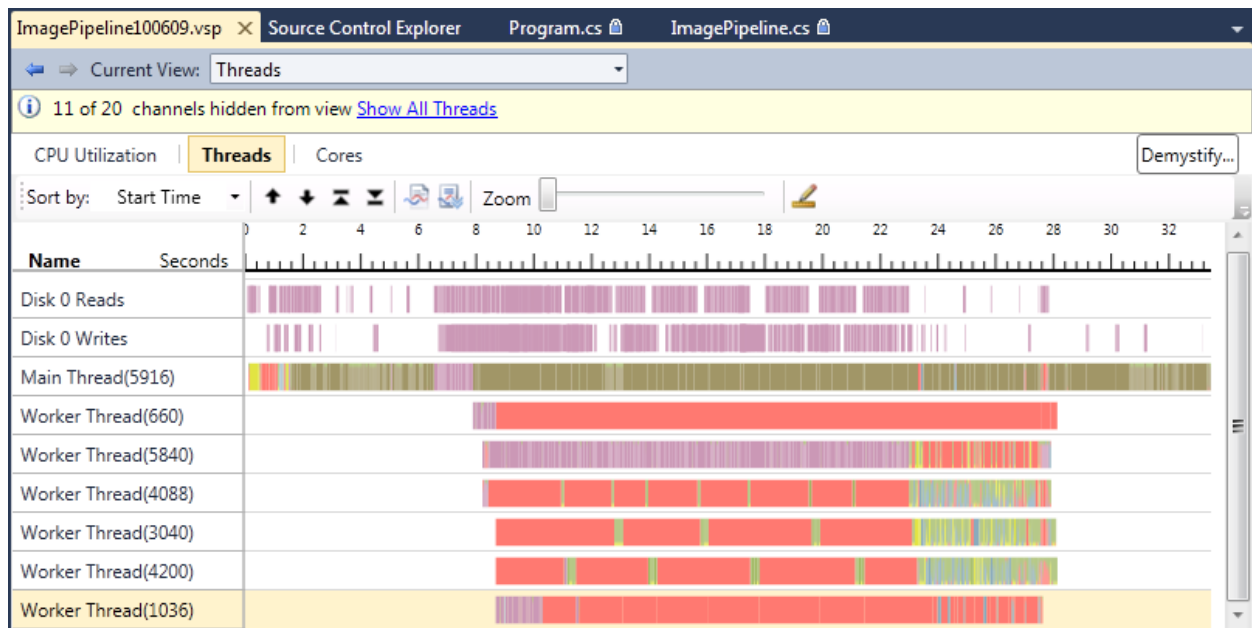 ImagePipeline100609.vsp Source Control Explorer Program.cs ImagePipeline.cs
Current View: Threads
11 of 20 channels hidden from view Show All Threads
CPU Utilization Threads Cores Demystify...
Sort by: Start Time Zoom
0 2 4 6 8 10 12 14 16 18 20 22 24 26 28 30 32
Name Seconds
Disk 0 Reads
Disk 0 Writes
Main Thread(5916)
Worker Thread(660)
Worker Thread(5840)
Worker Thread(4088)
Worker Thread(3040)
Worker Thread(4200)
Worker Thread(1036)